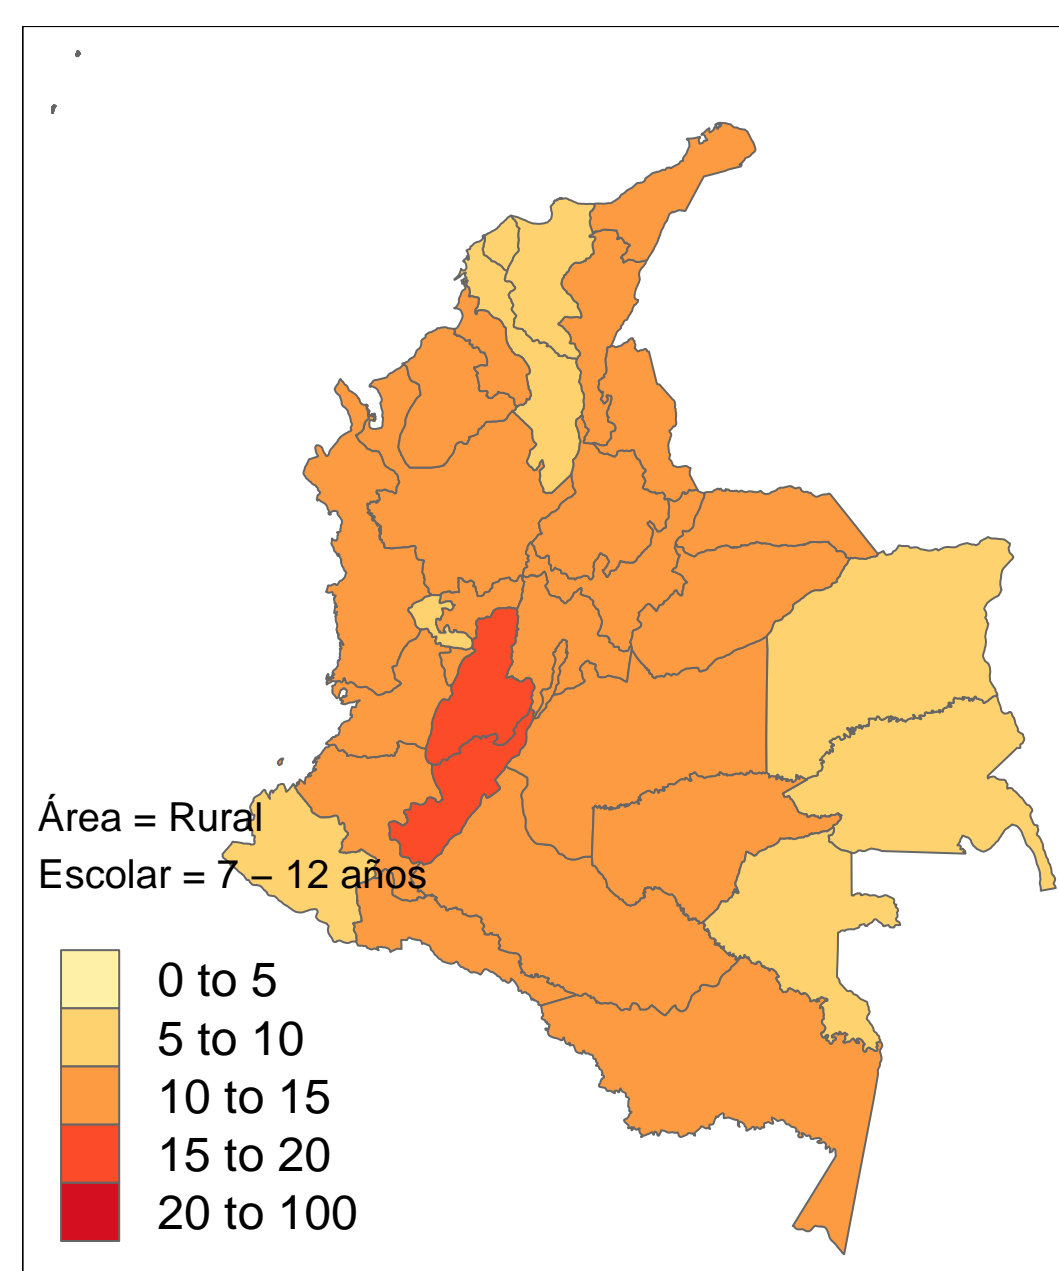 Área = Rural
Escolar = 7 – 12 años
0 to 5
5 to 10
10 to 15
15 to 20
20 to 100